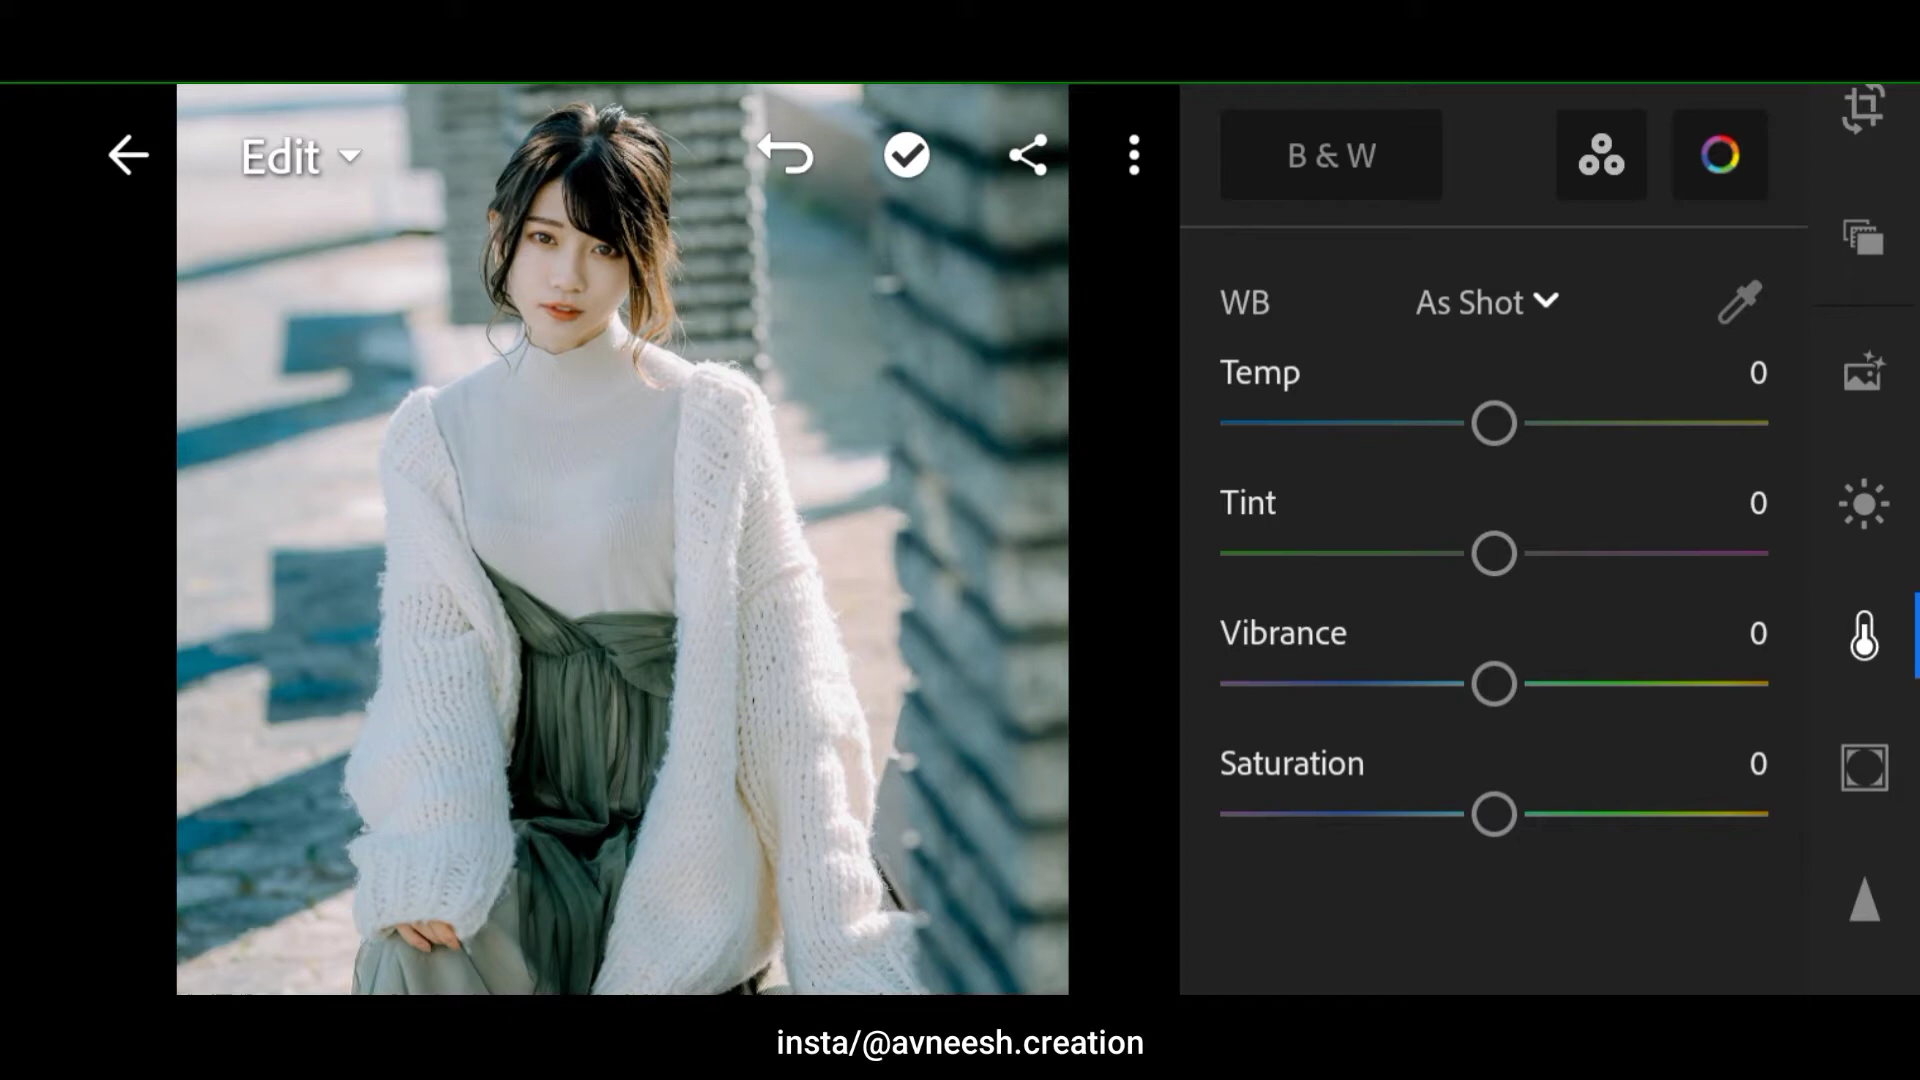 Edit
B & W
WB As Shot
Temp 0
Tint 0
Vibrance 0
Saturation 0
insta/@avneesh.creation